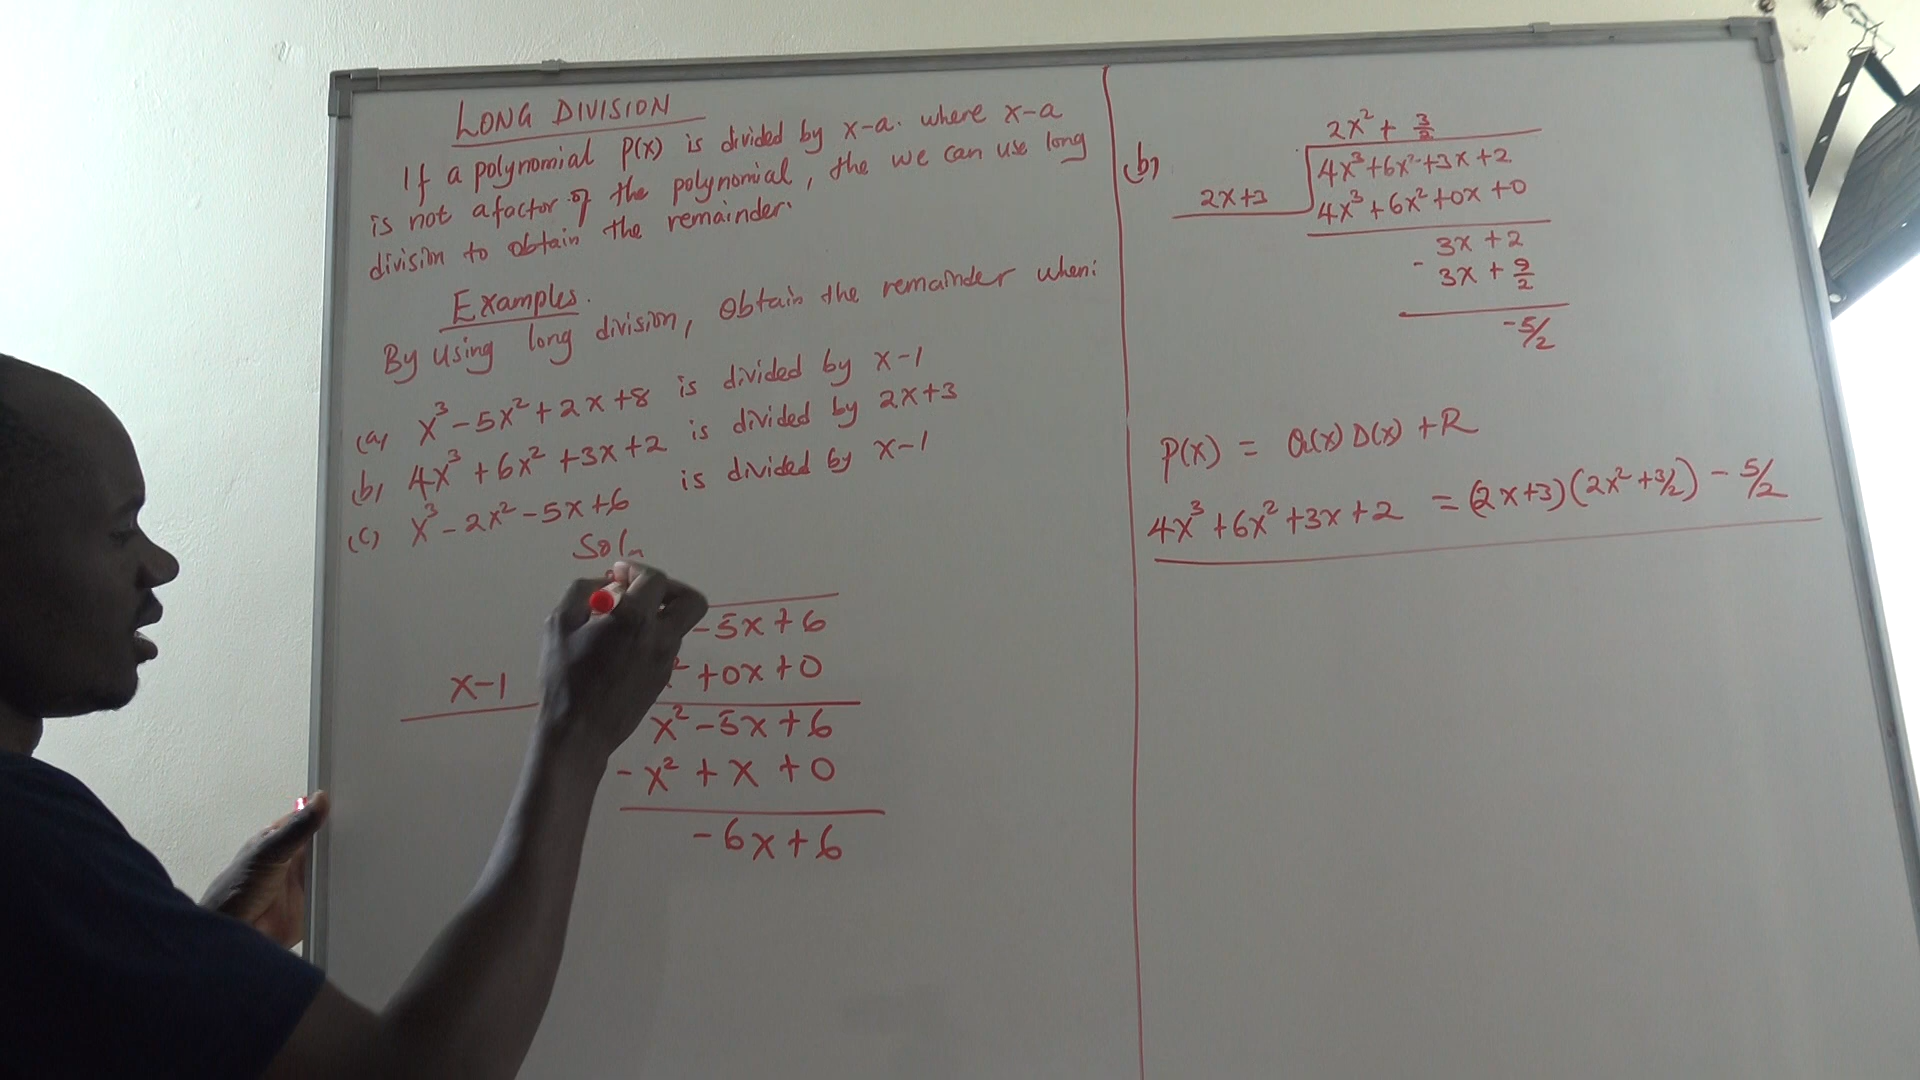 LONG DIVISION
If a polynomial P(x) is divided by x-a. where x-a
is not a factor of the polynomial, the we can use long
division to obtain the remainder.
Examples.
By using long division, obtain the remainder when:
(a) x³-5x²+2x+8 is divided by x-1
(b) 4x³+6x²+3x+2 is divided by 2x+3
(c) x³-2x²-5x+6 is divided by x-1
Soln
-5x+6
x-1
+0x+0
x²-5x+6
-x²+x+0
-6x+6
(b)
2x²+3/2
4x³+6x²+3x+2
2x+3
4x³+6x²+0x+0
3x+2
- 3x+9/2
-5/2
P(x) = Q(x) D(x) + R
4x³+6x²+3x+2 = (2x+3)(2x²+3/2) - 5/2